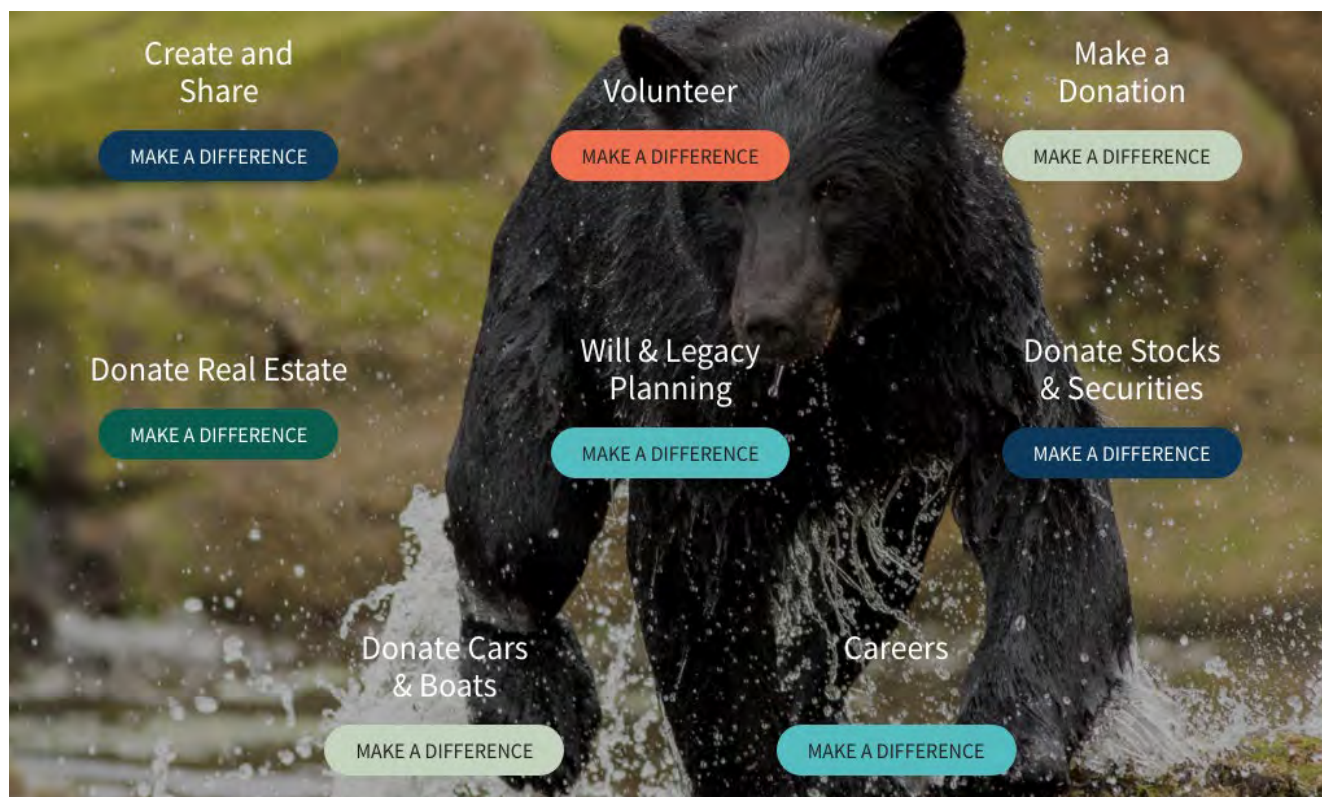 Create and
Share
MAKE A DIFFERENCE
Volunteer
MAKE A DIFFERENCE
Make a
Donation
MAKE A DIFFERENCE
Donate Real Estate
MAKE A DIFFERENCE
Will & Legacy
Planning
MAKE A DIFFERENCE
Donate Stocks
& Securities
MAKE A DIFFERENCE
Donate Cars
& Boats
MAKE A DIFFERENCE
Careers
MAKE A DIFFERENCE